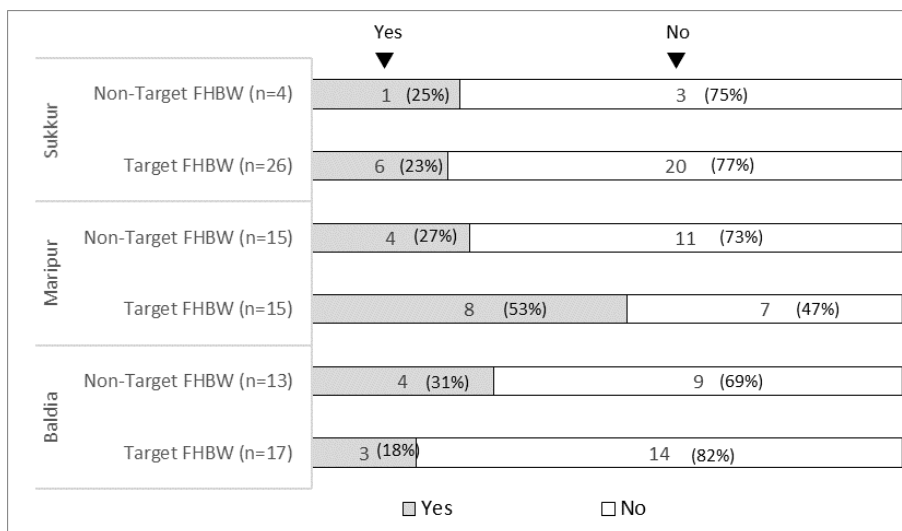 Yes No
Sukkur
Non-Target FHBW (n=4) 1 (25%) 3 (75%)
Target FHBW (n=26) 6 (23%) 20 (77%)
Maripur
Non-Target FHBW (n=15) 4 (27%) 11 (73%)
Target FHBW (n=15) 8 (53%) 7 (47%)
Baldia
Non-Target FHBW (n=13) 4 (31%) 9 (69%)
Target FHBW (n=17) 3 (18%) 14 (82%)
Yes No